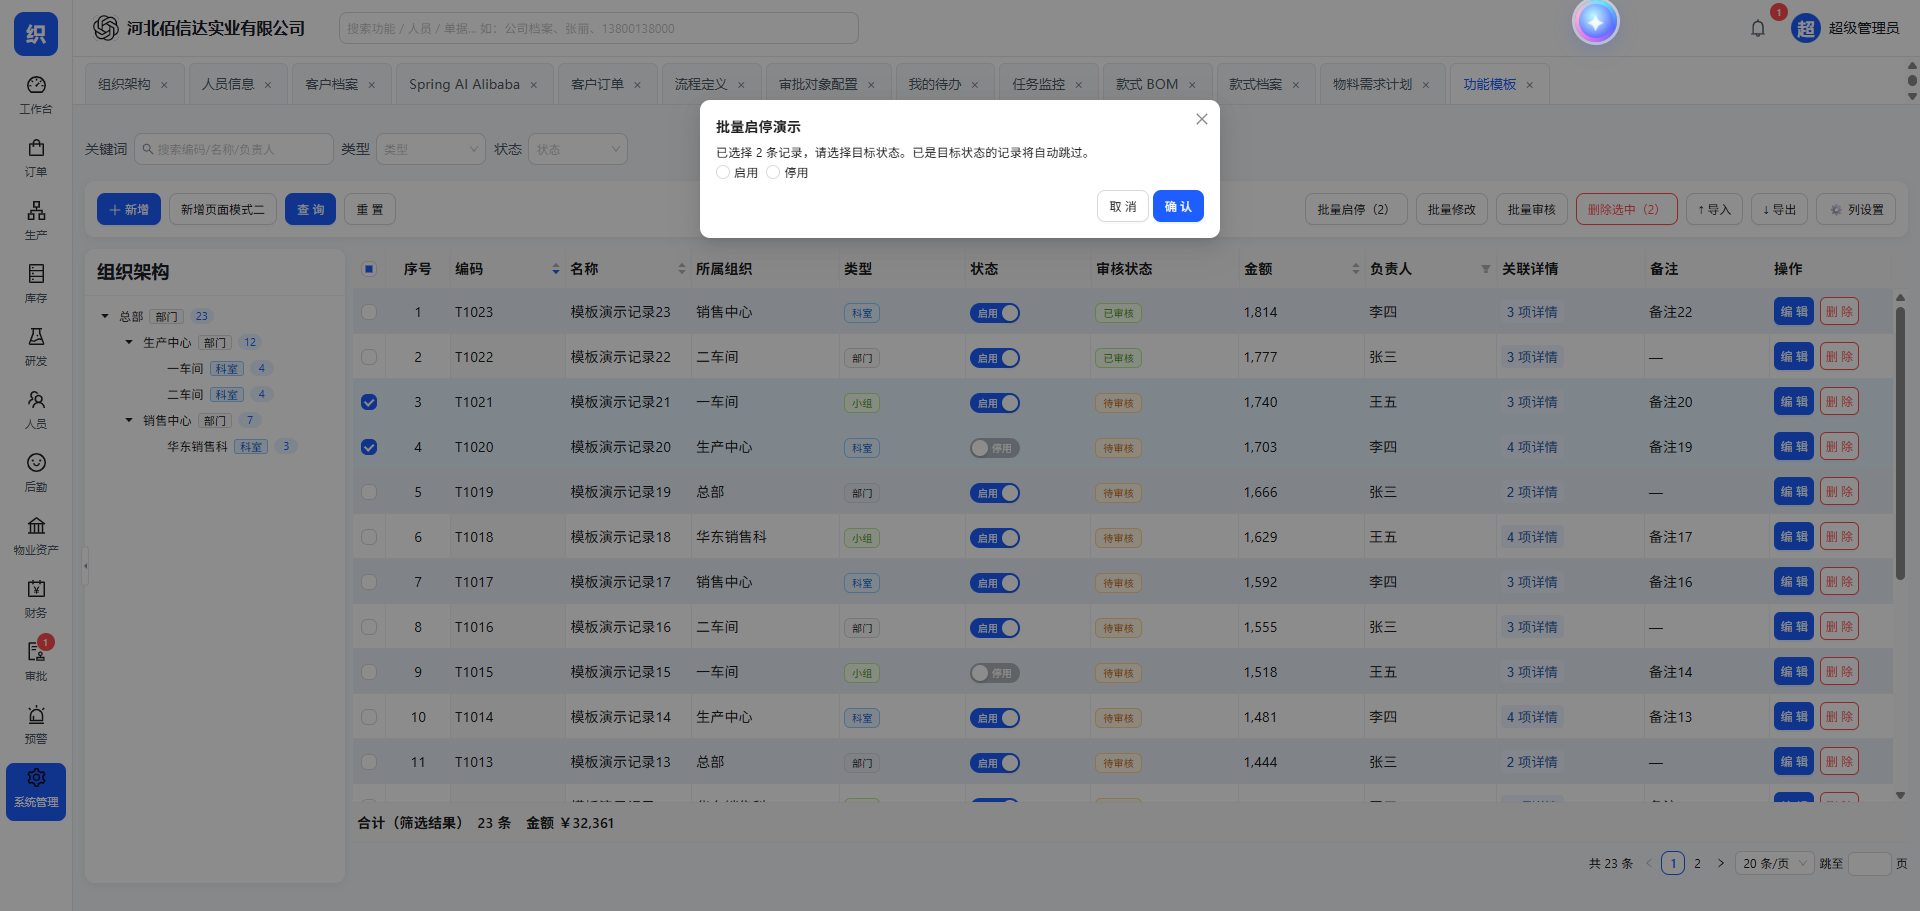 织
河北佰信达实业有限公司
搜索功能 / 人员 / 单据... 如：公司档案、张丽、13800138000
1
超
超级管理员
组织架构 × 人员信息 × 客户档案 × Spring AI Alibaba × 客户订单 × 流程定义 × 审批对象配置 × 我的待办 × 任务监控 × 款式 BOM × 款式档案 × 物料需求计划 × 功能模板 ×
工作台
订单
生产
库存
研发
人员
后勤
物业资产
财务
1
审批
预警
系统管理
关键词 搜索编码/名称/负责人 类型 类型 状态 状态
批量启停演示
已选择 2 条记录，请选择目标状态。已是目标状态的记录将自动跳过。
启用 停用
取 消 确 认
+ 新增 新增页面模式二 查 询 重 置 批量启停（2） 批量修改 批量审核 删除选中（2） ↑ 导入 ↓ 导出 列设置
组织架构
总部 部门 23
生产中心 部门 12
一车间 科室 4
二车间 科室 4
销售中心 部门 7
华东销售科 科室 3
序号 编码 名称 所属组织 类型 状态 审核状态 金额 负责人 关联详情 备注 操作
1 T1023 模板演示记录23 销售中心 科室 启用 已审核 1,814 李四 3 项详情 备注22 编 辑 删 除
2 T1022 模板演示记录22 二车间 部门 启用 已审核 1,777 张三 3 项详情 — 编 辑 删 除
3 T1021 模板演示记录21 一车间 小组 启用 待审核 1,740 王五 3 项详情 备注20 编 辑 删 除
4 T1020 模板演示记录20 生产中心 科室 停用 待审核 1,703 李四 4 项详情 备注19 编 辑 删 除
5 T1019 模板演示记录19 总部 部门 启用 待审核 1,666 张三 2 项详情 — 编 辑 删 除
6 T1018 模板演示记录18 华东销售科 小组 启用 待审核 1,629 王五 4 项详情 备注17 编 辑 删 除
7 T1017 模板演示记录17 销售中心 科室 启用 待审核 1,592 李四 3 项详情 备注16 编 辑 删 除
8 T1016 模板演示记录16 二车间 部门 启用 待审核 1,555 张三 3 项详情 — 编 辑 删 除
9 T1015 模板演示记录15 一车间 小组 停用 待审核 1,518 王五 3 项详情 备注14 编 辑 删 除
10 T1014 模板演示记录14 生产中心 科室 启用 待审核 1,481 李四 4 项详情 备注13 编 辑 删 除
11 T1013 模板演示记录13 总部 部门 启用 待审核 1,444 张三 2 项详情 — 编 辑 删 除
合计（筛选结果） 23 条 金额 ￥32,361
共 23 条 1 2 20 条/页 跳至 页